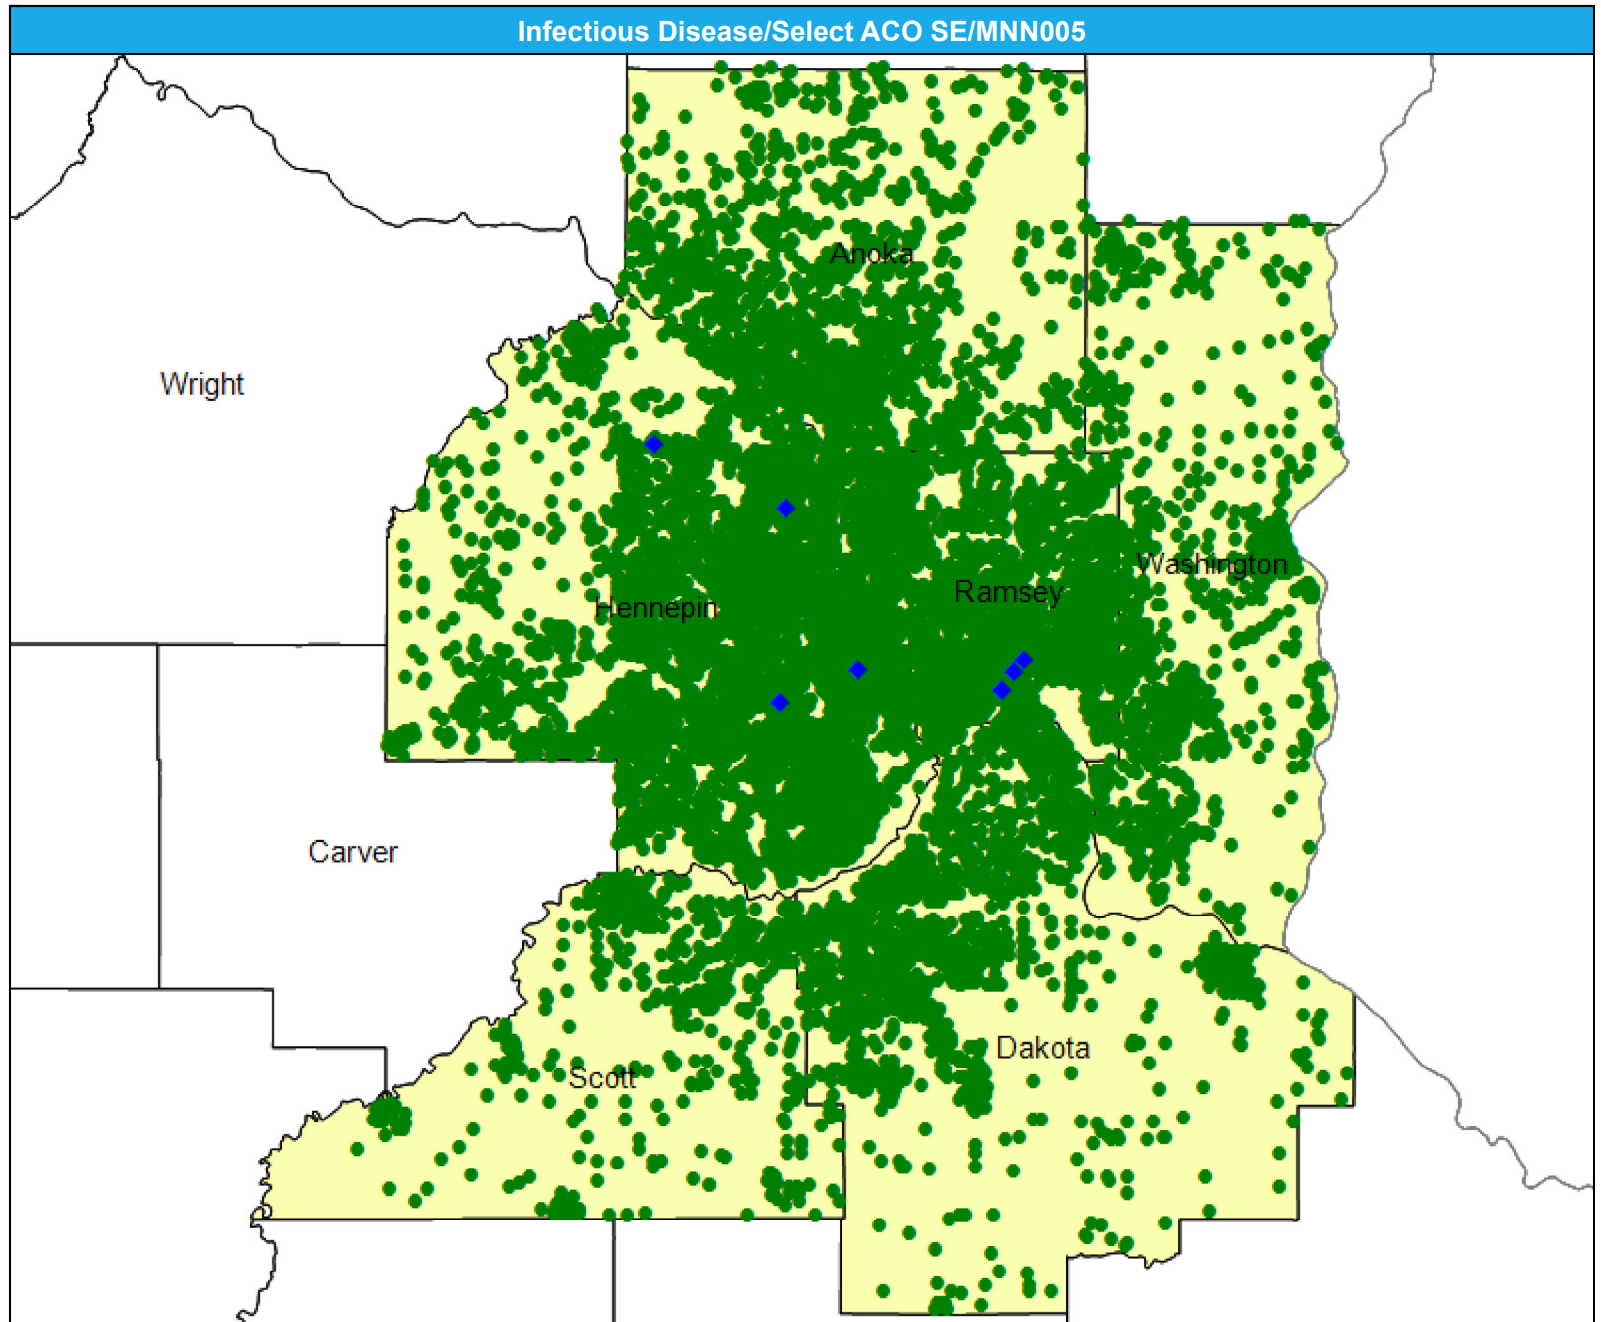 Infectious Disease/Select ACO SE/MNN005
Anoka
Wright
Washington
Ramsey
Hennepin
Carver
Dakota
Scott